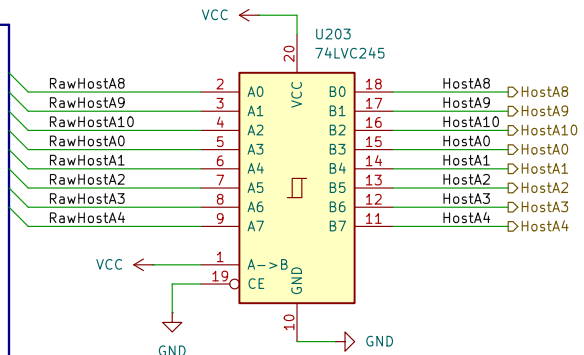 VCC
U203
74LVC245
20
VCC
RawHostA8 2 A0 B0 18 HostA8 HostA8
RawHostA9 3 A1 B1 17 HostA9 HostA9
RawHostA10 4 A2 B2 16 HostA10 HostA10
RawHostA0 5 A3 B3 15 HostA0 HostA0
RawHostA1 6 A4 B4 14 HostA1 HostA1
RawHostA2 7 A5 B5 13 HostA2 HostA2
RawHostA3 8 A6 B6 12 HostA3 HostA3
RawHostA4 9 A7 B7 11 HostA4 HostA4
VCC 1 A->B
19 CE
GND
10
GND
GND